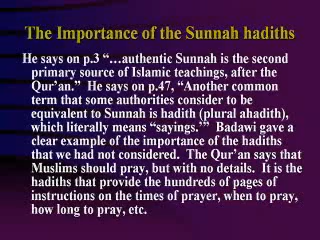 The Importance of the Sunnah hadiths
He says on p.3 “…authentic Sunnah is the second
primary source of Islamic teachings, after the
Qur’an.”  He says on p.47, “Another common
term that some authorities consider to be
equivalent to Sunnah is hadith (plural ahadith),
which literally means “sayings.’”  Badawi gave a
clear example of the importance of the hadiths
that we had not considered.  The Qur’an says that
Muslims should pray, but with no details.  It is the
hadiths that provide the hundreds of pages of
instructions on the times of prayer, when to pray,
how long to pray, etc.